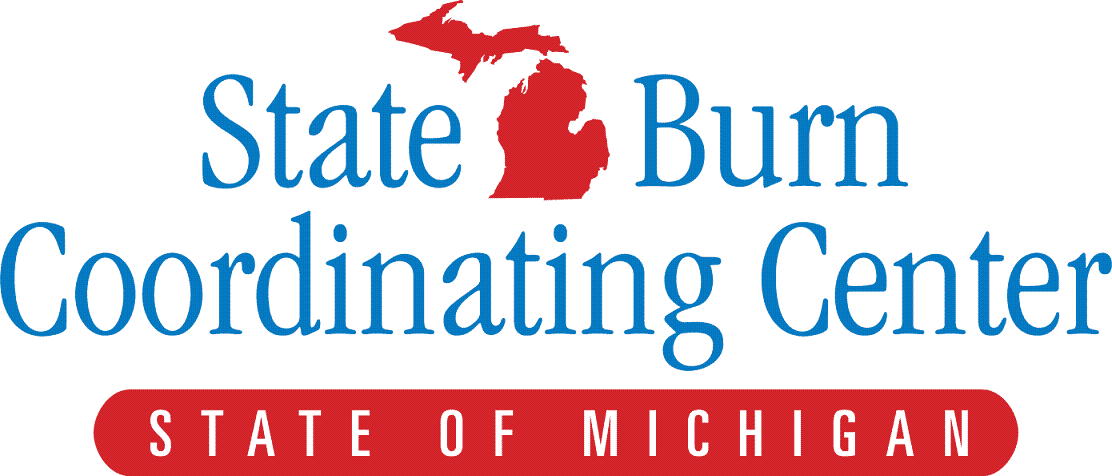 State Burn
Coordinating Center
STATE OF MICHIGAN